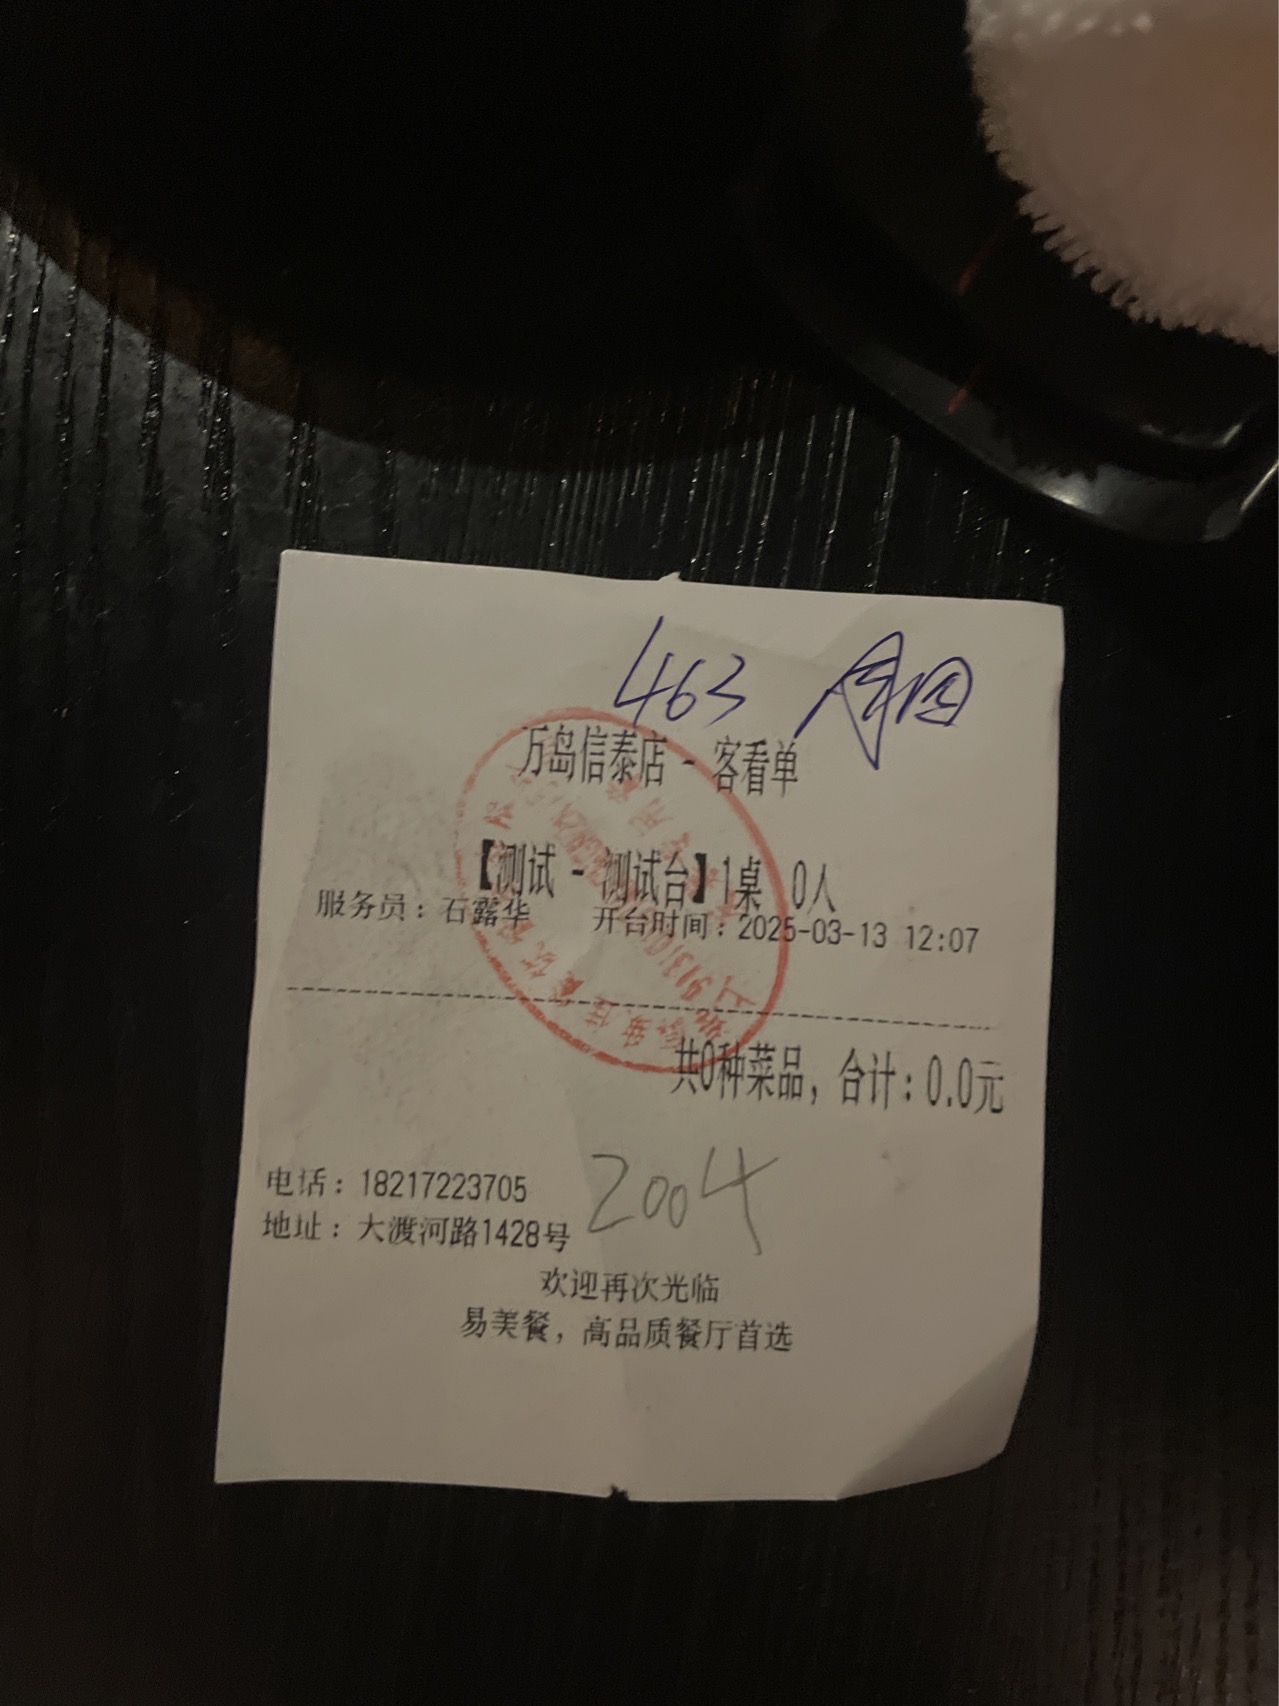 463
万岛信泰店 - 客看单
【测试 - 测试台】1桌 0人
服务员：石露华 开台时间：2025-03-13 12:07
共0种菜品，合计：0.0元
2004
电话：18217223705
地址：大渡河路1428号
欢迎再次光临
易美餐，高品质餐厅首选